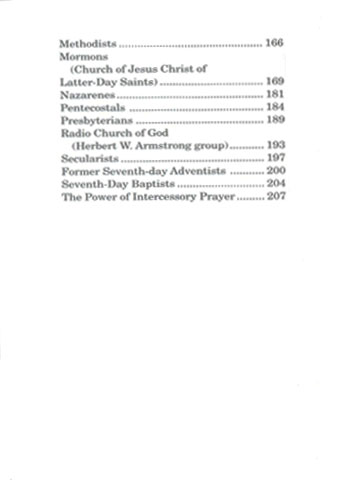 Methodists .............................................. 166
Mormons
(Church of Jesus Christ of
Latter-Day Saints) ................................. 169
Nazarenes ............................................... 181
Pentecostals ........................................... 184
Presbyterians ......................................... 189
Radio Church of God
(Herbert W. Armstrong group) ........... 193
Secularists .............................................. 197
Former Seventh-day Adventists ........... 200
Seventh-Day Baptists ............................ 204
The Power of Intercessory Prayer ......... 207